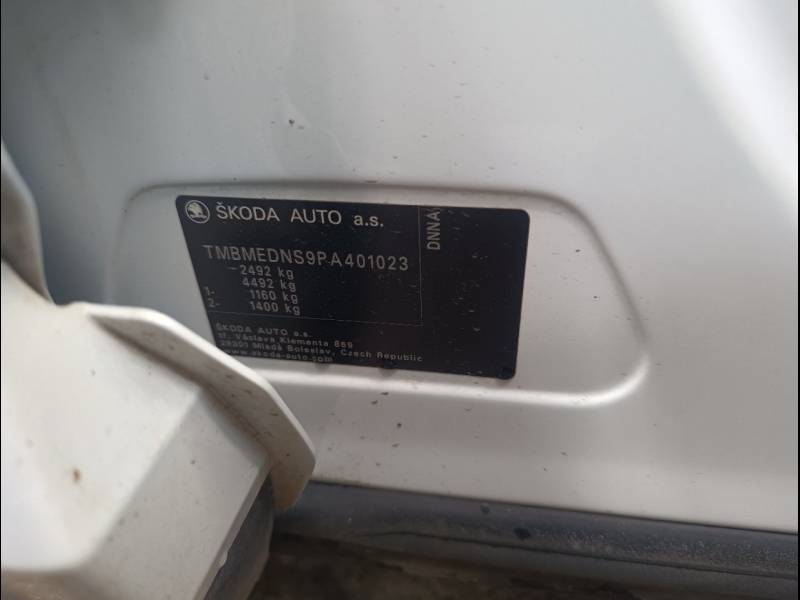 ŠKODA AUTO a.s.
DNNA
TMBMEDNS9PA401023
-2492 kg
4492 kg
1- 1160 kg
2- 1400 kg
ŠKODA AUTO a.s.
tř. Václava Klementa 869
29301 Mladá Boleslav, Czech Republic
www.skoda-auto.com